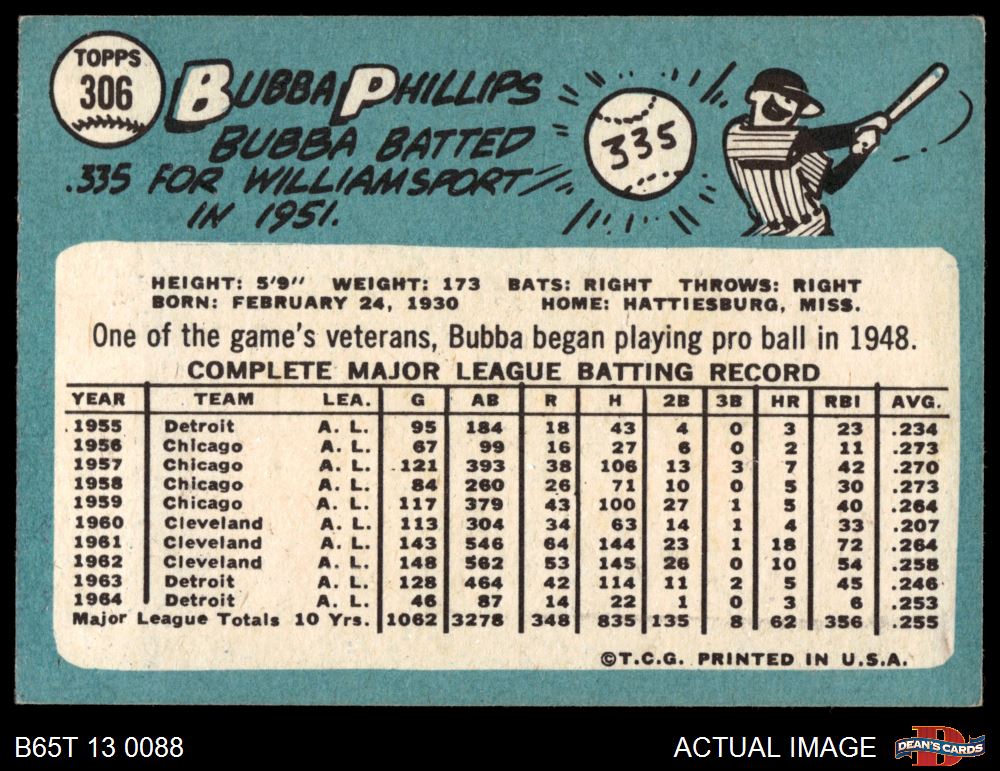 TOPPS
306
BUBBA PHILLIPS
BUBBA BATTED
.335 FOR WILLIAMSPORT
IN 1951.
335
HEIGHT: 5'9" WEIGHT: 173 BATS: RIGHT THROWS: RIGHT
BORN: FEBRUARY 24, 1930 HOME: HATTIESBURG, MISS.
One of the game's veterans, Bubba began playing pro ball in 1948.
COMPLETE MAJOR LEAGUE BATTING RECORD
YEAR TEAM LEA. G AB R H 2B 3B HR RBI AVG.
1955 Detroit A. L. 95 184 18 43 4 0 3 23 .234
1956 Chicago A. L. 67 99 16 27 6 0 2 11 .273
1957 Chicago A. L. 121 393 38 106 13 3 7 42 .270
1958 Chicago A. L. 84 260 26 71 10 0 5 30 .273
1959 Chicago A. L. 117 379 43 100 27 1 5 40 .264
1960 Cleveland A. L. 113 304 34 63 14 1 4 33 .207
1961 Cleveland A. L. 143 546 64 144 23 1 18 72 .264
1962 Cleveland A. L. 148 562 53 145 26 0 10 54 .258
1963 Detroit A. L. 128 464 42 114 11 2 5 45 .246
1964 Detroit A. L. 46 87 14 22 1 0 3 6 .253
Major League Totals 10 Yrs. 1062 3278 348 835 135 8 62 356 .255
©T.C.G. PRINTED IN U.S.A.
B65T 13 0088 ACTUAL IMAGE
D
DEAN'S CARDS